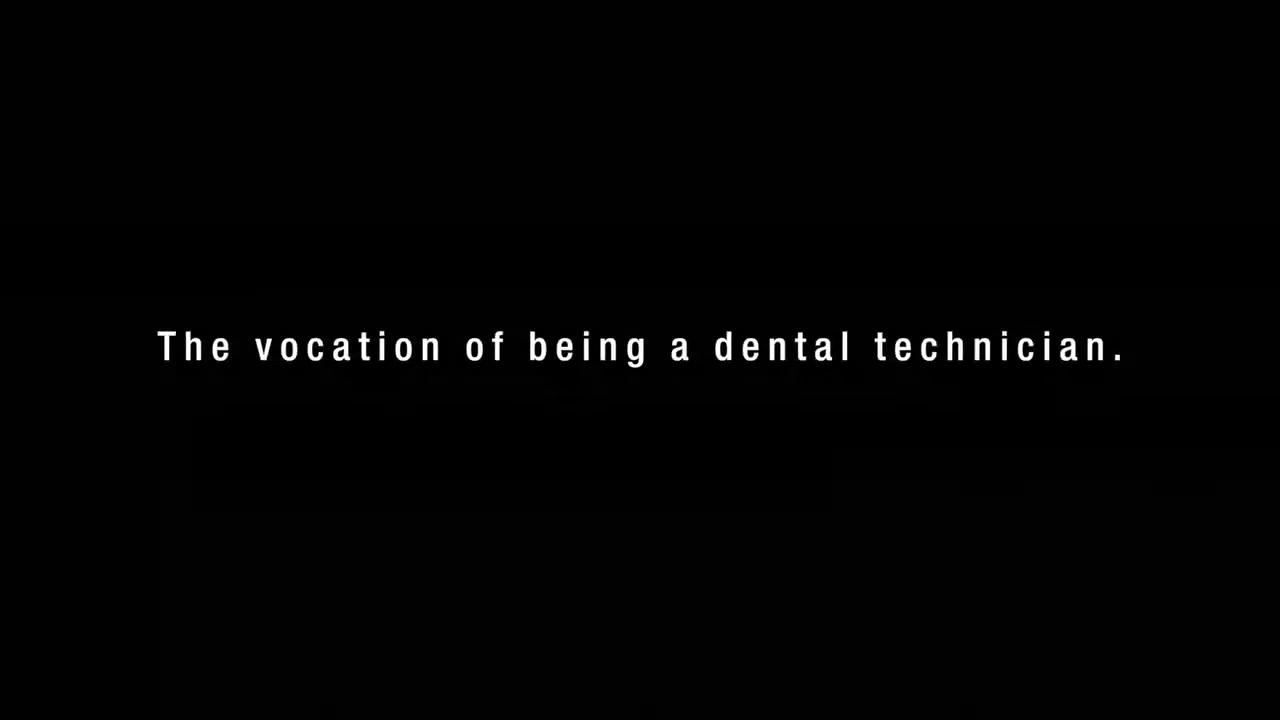 The vocation of being a dental technician.